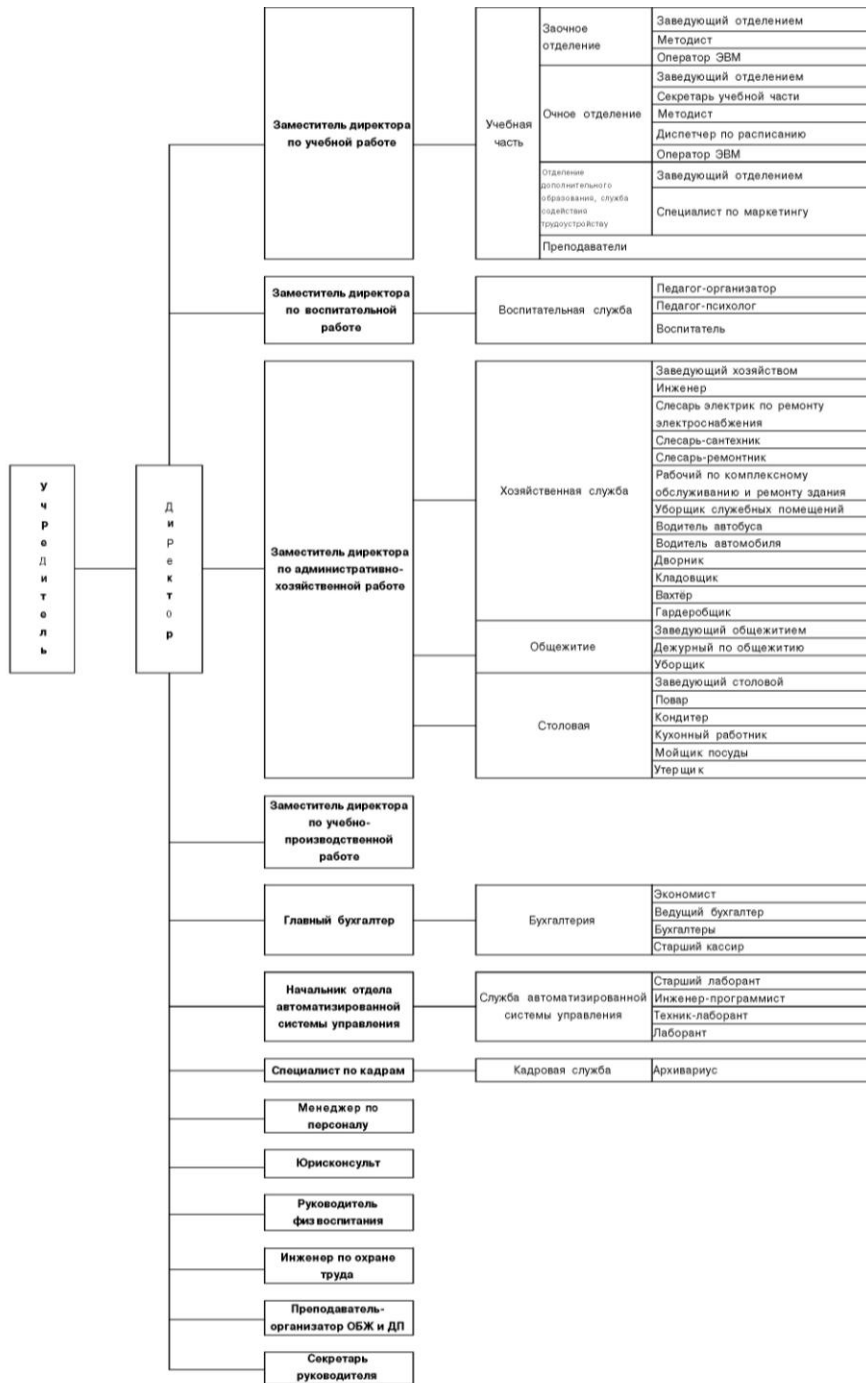 Учредитель
Директор
Заместитель директора
по учебной работе
Учебная
часть
Заочное
отделение
Заведующий отделением
Методист
Оператор ЭВМ
Очное отделение
Заведующий отделением
Секретарь учебной части
Методист
Диспетчер по расписанию
Оператор ЭВМ
Отделение
дополнительного
образования, служба
содействия
трудоустройству
Заведующий отделением
Специалист по маркетингу
Преподаватели
Заместитель директора
по воспитательной
работе
Воспитательная служба
Педагог-организатор
Педагог-психолог
Воспитатель
Заместитель директора
по административно-
хозяйственной работе
Хозяйственная служба
Заведующий хозяйством
Инженер
Слесарь электрик по ремонту
электроснабжения
Слесарь-сантехник
Слесарь-ремонтник
Рабочий по комплексному
обслуживанию и ремонту здания
Уборщик служебных помещений
Водитель автобуса
Водитель автомобиля
Дворник
Кладовщик
Вахтёр
Гардеробщик
Общежитие
Заведующий общежитием
Дежурный по общежитию
Уборщик
Столовая
Заведующий столовой
Повар
Кондитер
Кухонный работник
Мойщик посуды
Утерщик
Заместитель директора
по учебно-
производственной
работе
Главный бухгалтер
Бухгалтерия
Экономист
Ведущий бухгалтер
Бухгалтеры
Старший кассир
Начальник отдела
автоматизированной
системы управления
Служба автоматизированной
системы управления
Старший лаборант
Инженер-программист
Техник-лаборант
Лаборант
Специалист по кадрам
Кадровая служба
Архивариус
Менеджер по
персоналу
Юрисконсульт
Руководитель
физвоспитания
Инженер по охране
труда
Преподаватель-
организатор ОБЖ и ДП
Секретарь
руководителя